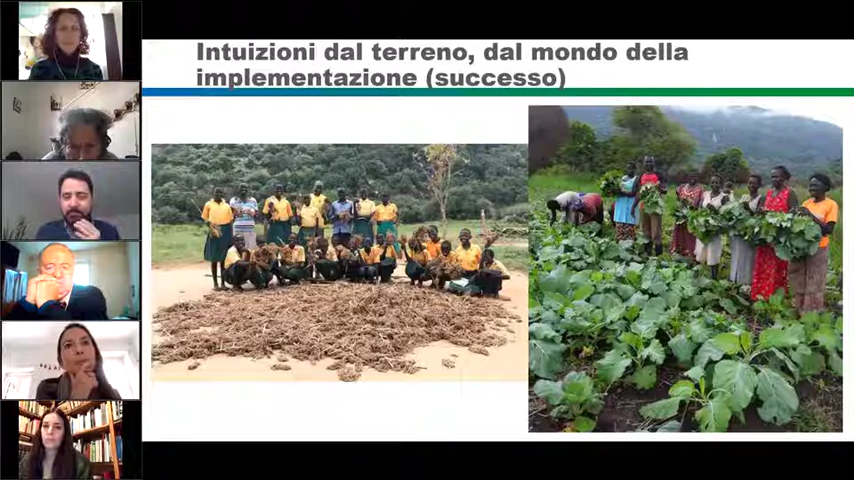 Intuizioni dal terreno, dal mondo della
implementazione (successo)